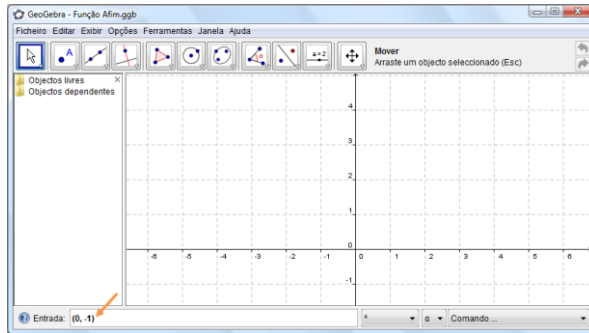 GeoGebra - Função Afim.ggb
Ficheiro Editar Exibir Opções Ferramentas Janela Ajuda
A
a=2
Mover
Arraste um objecto seleccionado (Esc)
Objectos livres
Objectos dependentes
4
3
2
1
0
-6 -5 -4 -3 -2 -1 0 1 2 3 4 5 6
-1
Entrada: (0, -1)
² α Comando ...